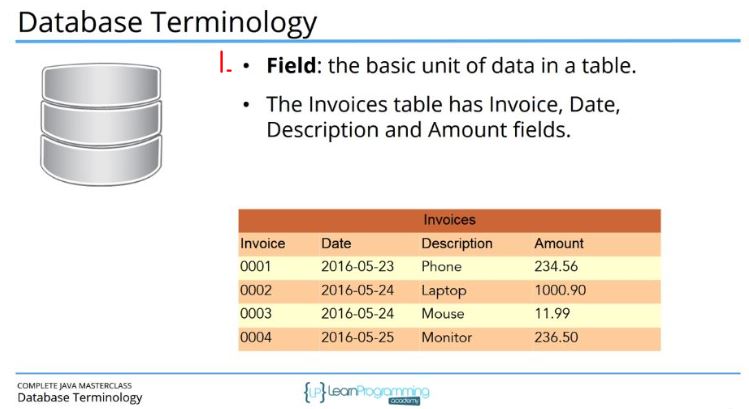 Database Terminology
1. • Field: the basic unit of data in a table.
• The Invoices table has Invoice, Date,
Description and Amount fields.
Invoices
Invoice Date Description Amount
0001 2016-05-23 Phone 234.56
0002 2016-05-24 Laptop 1000.90
0003 2016-05-24 Mouse 11.99
0004 2016-05-25 Monitor 236.50
COMPLETE JAVA MASTERCLASS
Database Terminology
{LP} LearnProgramming
academy